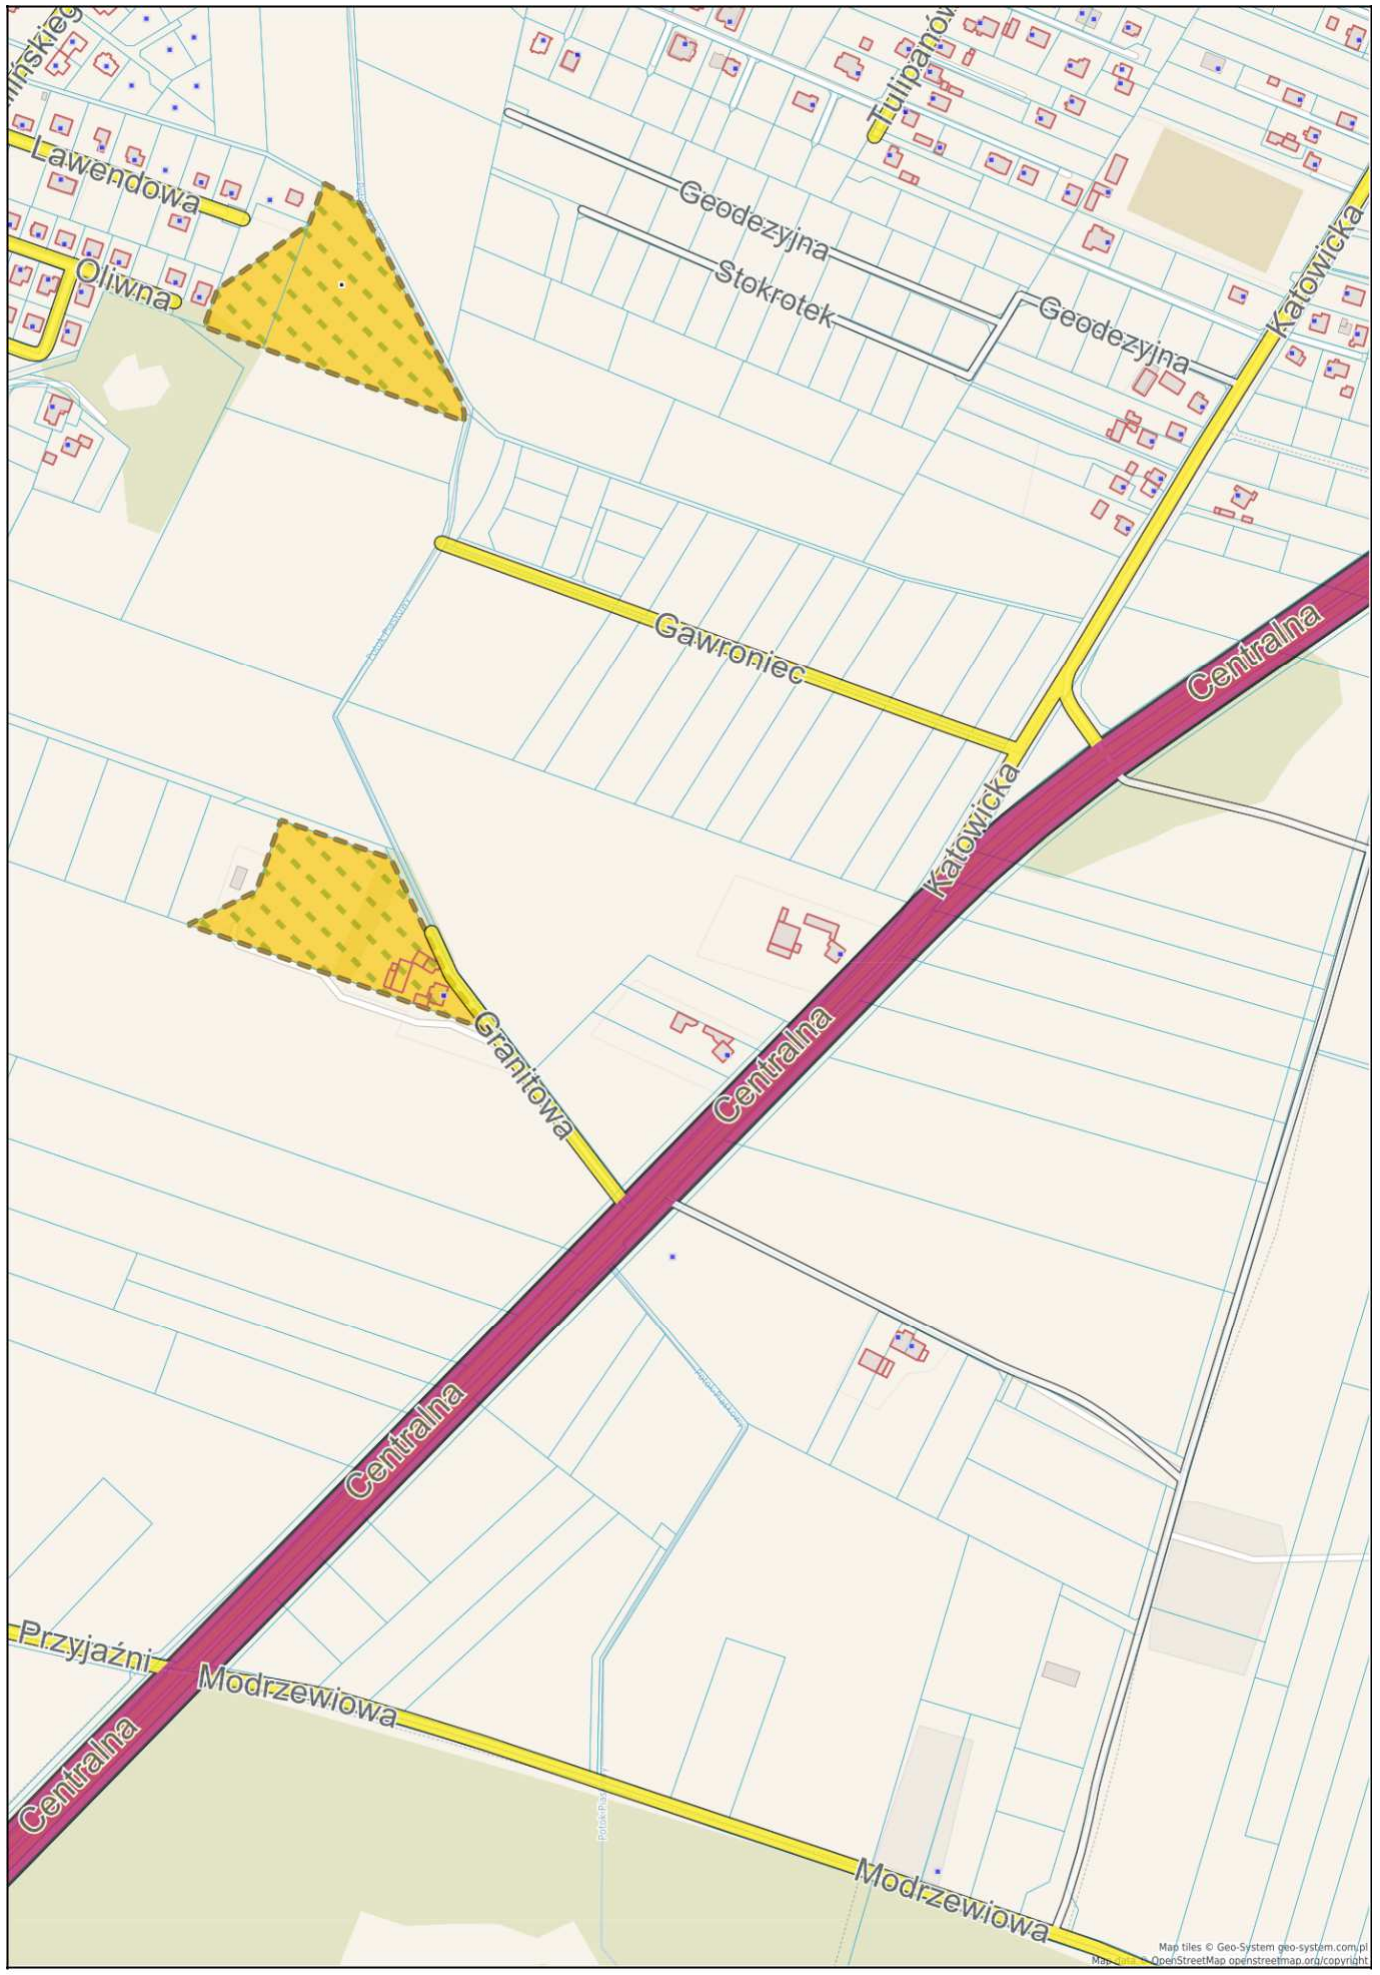 Tulipanów
Lawendowa
Geodezyjna
Katowicka
Oliwna
Stokrotek
Geodezyjna
Centralna
Gawroniec
Katowicka
Centralna
Granitowa
Centralna
Przyjaźni
Modrzewiowa
Centralna
Modrzewiowa
Map tiles © Geo-System geo-system.com.pl
Map data © OpenStreetMap openstreetmap.org/copyright